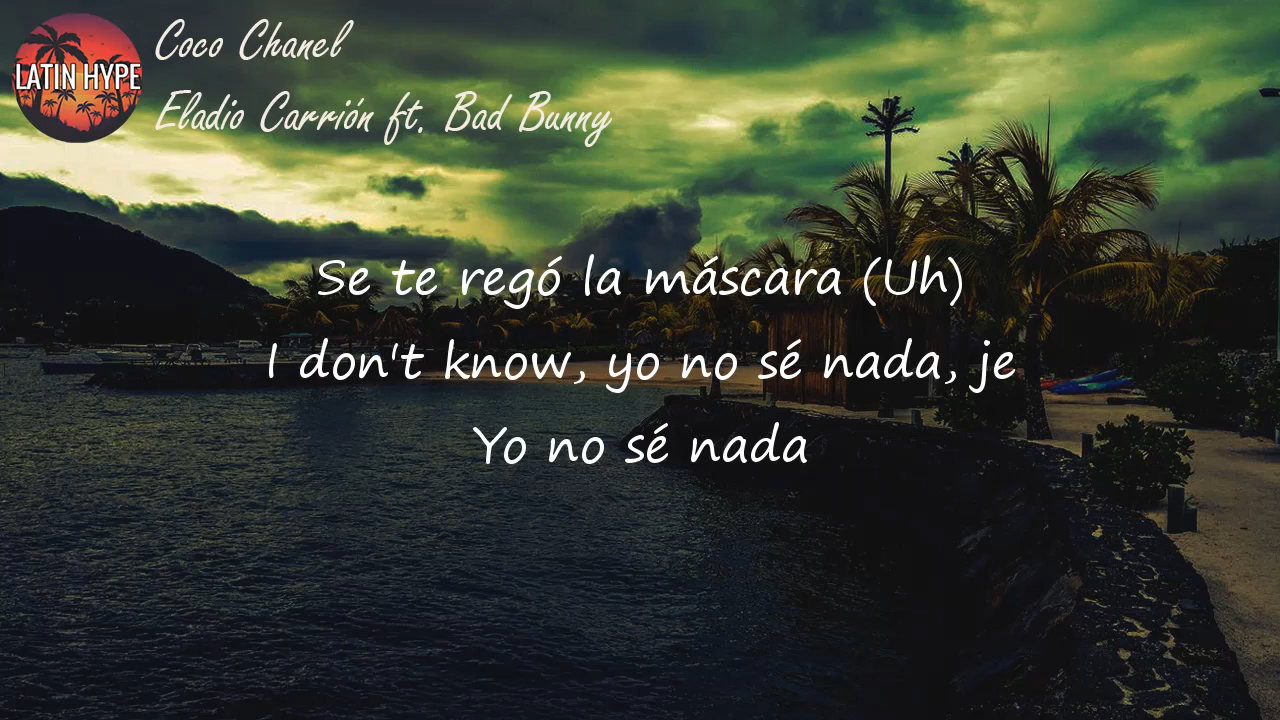 Coco Chanel
LATIN HYPE
Eladio Carrión ft. Bad Bunny
Se te regó la máscara (Uh)
I don't know, yo no sé nada, je
Yo no sé nada